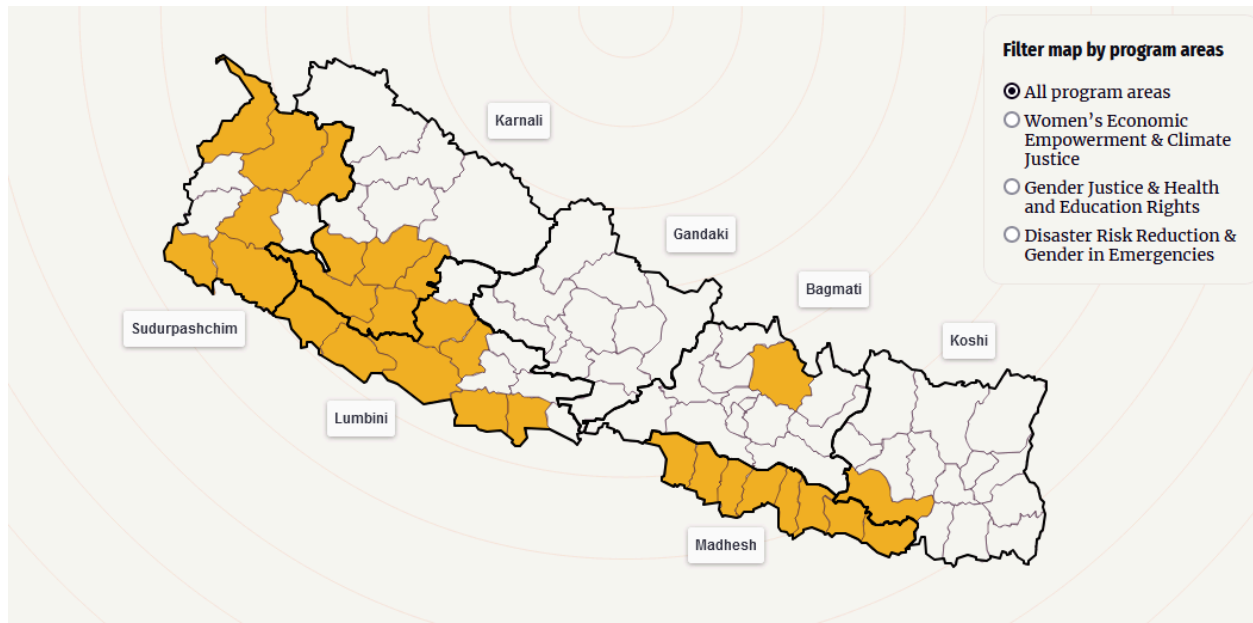 Filter map by program areas
All program areas
Women’s Economic
Empowerment & Climate
Justice
Gender Justice & Health
and Education Rights
Disaster Risk Reduction &
Gender in Emergencies
Karnali
Gandaki
Bagmati
Koshi
Sudurpashchim
Lumbini
Madhesh